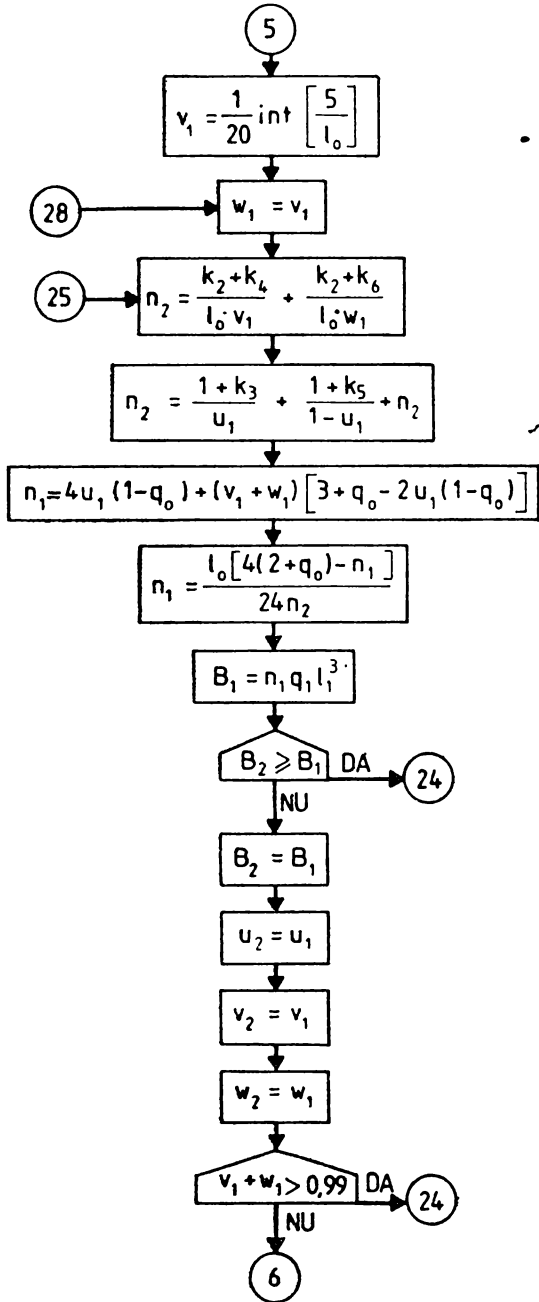 5
v₁ = 1/20 int [5/l₀]
28
w₁ = v₁
25
n₂ = (k₂+k₄)/(l₀·v₁) + (k₂+k₆)/(l₀·w₁)
n₂ = (1+k₃)/u₁ + (1+k₅)/(1-u₁) + n₂
n₁=4u₁(1-q₀)+(v₁+w₁)[3+q₀-2u₁(1-q₀)]
n₁ = l₀[4(2+q₀)-n₁]/24n₂
B₁ = n₁q₁l₁³
B₂ ⩾ B₁ DA 24
NU
B₂ = B₁
u₂ = u₁
v₂ = v₁
w₂ = w₁
v₁+w₁>0,99 DA 24
NU
6